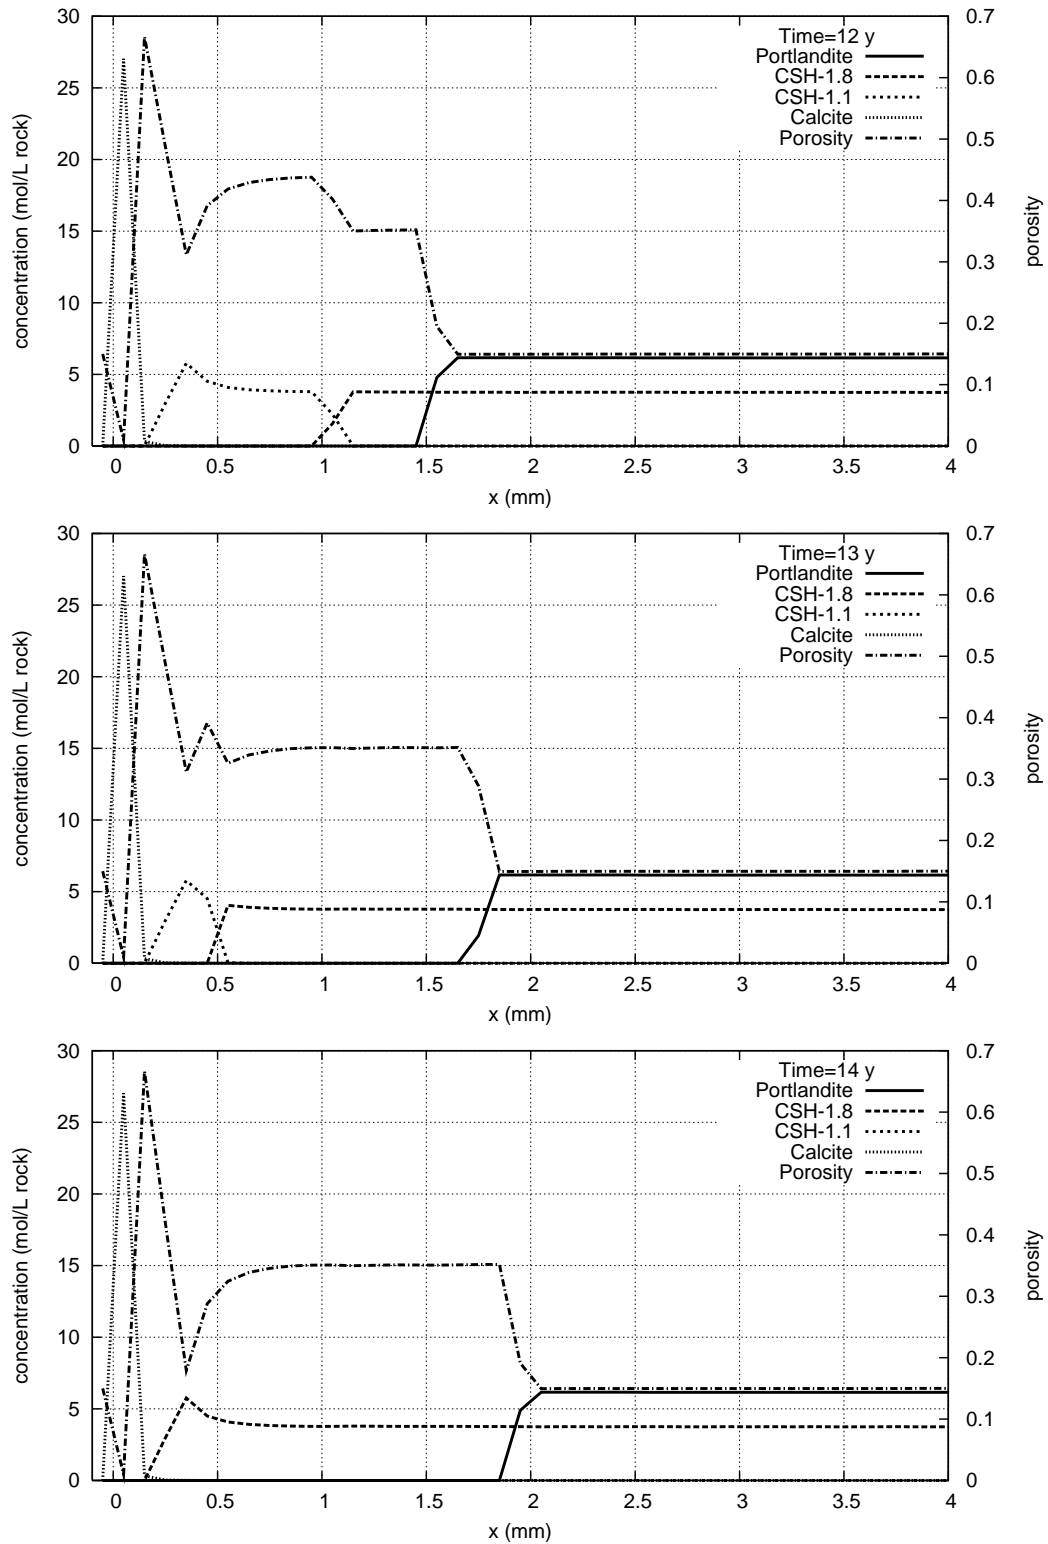 30
25
20
15
10
5
0
0.7
0.6
0.5
0.4
0.3
0.2
0.1
0
0 0.5 1 1.5 2 2.5 3 3.5 4
concentration (mol/L rock)
porosity
x (mm)
Time=12 y
Portlandite
CSH-1.8
CSH-1.1
Calcite
Porosity
30
25
20
15
10
5
0
0.7
0.6
0.5
0.4
0.3
0.2
0.1
0
0 0.5 1 1.5 2 2.5 3 3.5 4
concentration (mol/L rock)
porosity
x (mm)
Time=13 y
Portlandite
CSH-1.8
CSH-1.1
Calcite
Porosity
30
25
20
15
10
5
0
0.7
0.6
0.5
0.4
0.3
0.2
0.1
0
0 0.5 1 1.5 2 2.5 3 3.5 4
concentration (mol/L rock)
porosity
x (mm)
Time=14 y
Portlandite
CSH-1.8
CSH-1.1
Calcite
Porosity